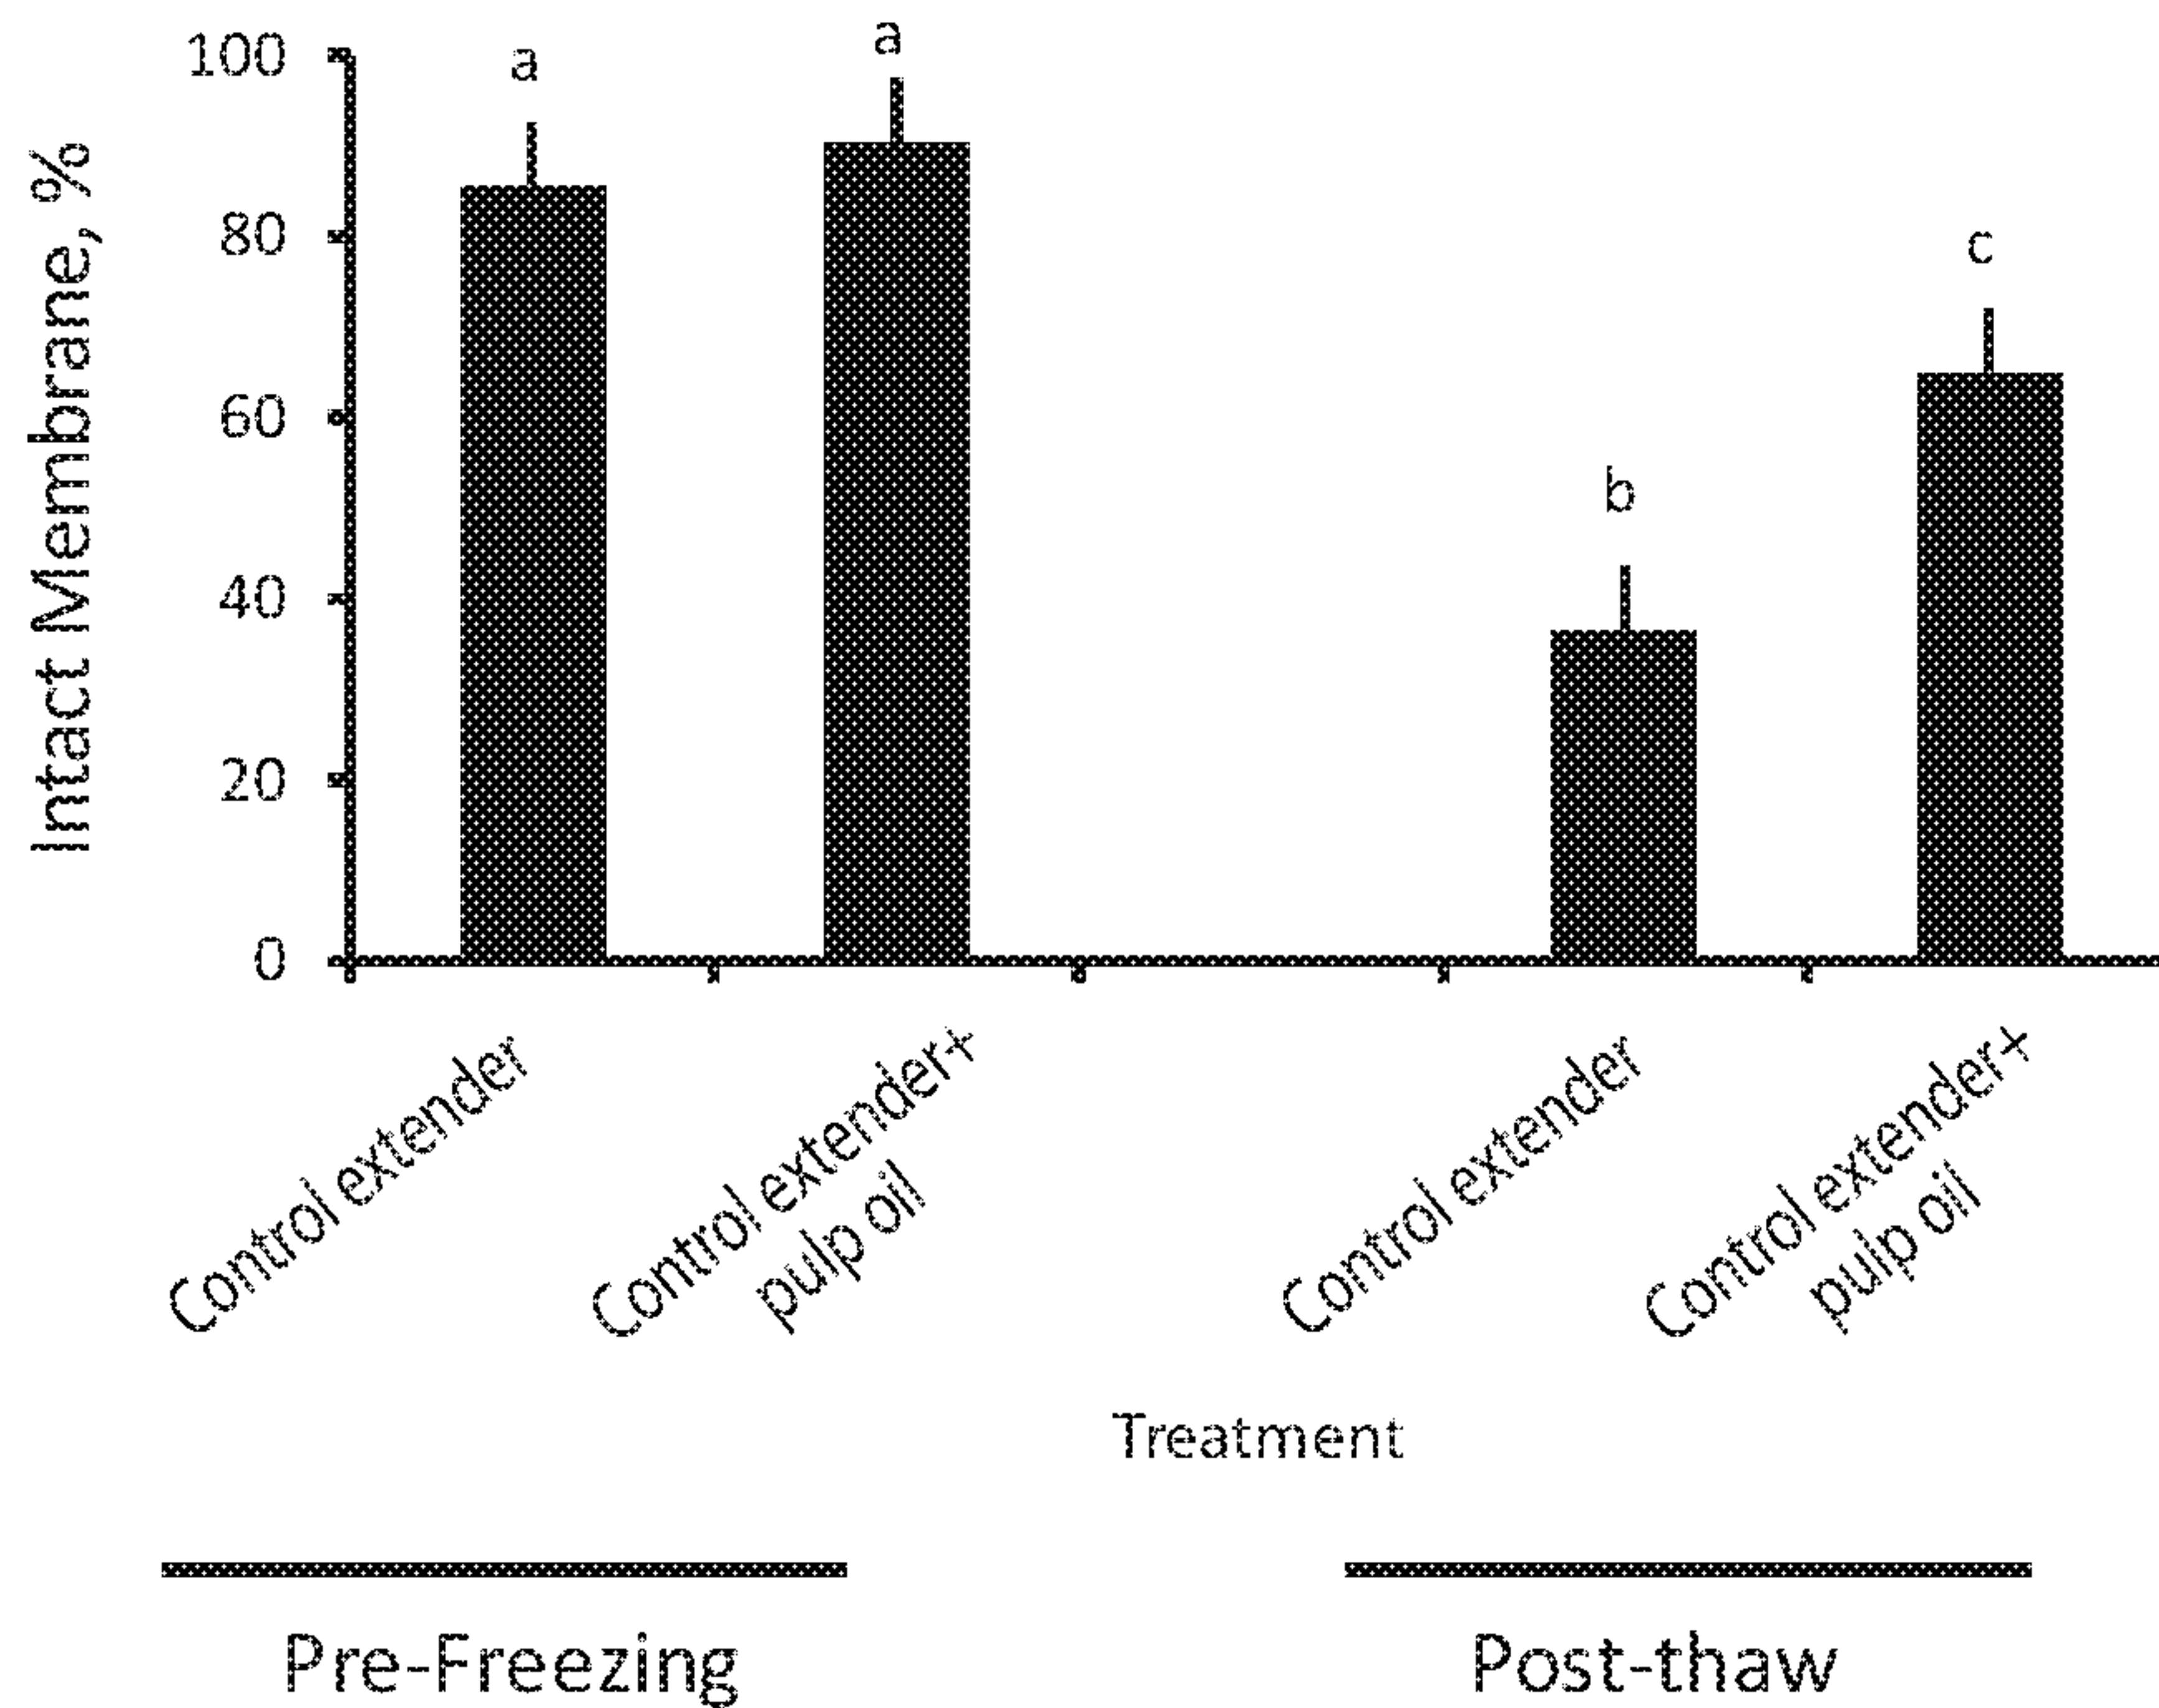 Intact Membrane, %
100
80
60
40
20
0
a
a
b
c
Control extender
Control extender+
pulp oil
Control extender
Control extender+
pulp oil
Treatment
Pre-Freezing
Post-thaw